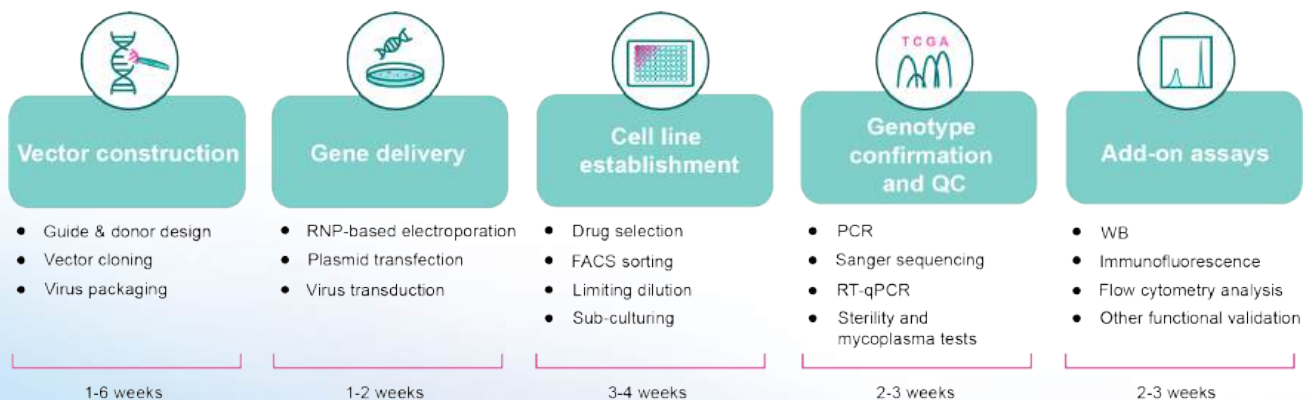 TCGA
Vector construction
Gene delivery
Cell line
establishment
Genotype
confirmation
and QC
Add-on assays
Guide & donor design
Vector cloning
Virus packaging
RNP-based electroporation
Plasmid transfection
Virus transduction
Drug selection
FACS sorting
Limiting dilution
Sub-culturing
PCR
Sanger sequencing
RT-qPCR
Sterility and
mycoplasma tests
WB
Immunofluorescence
Flow cytometry analysis
Other functional validation
1-6 weeks
1-2 weeks
3-4 weeks
2-3 weeks
2-3 weeks